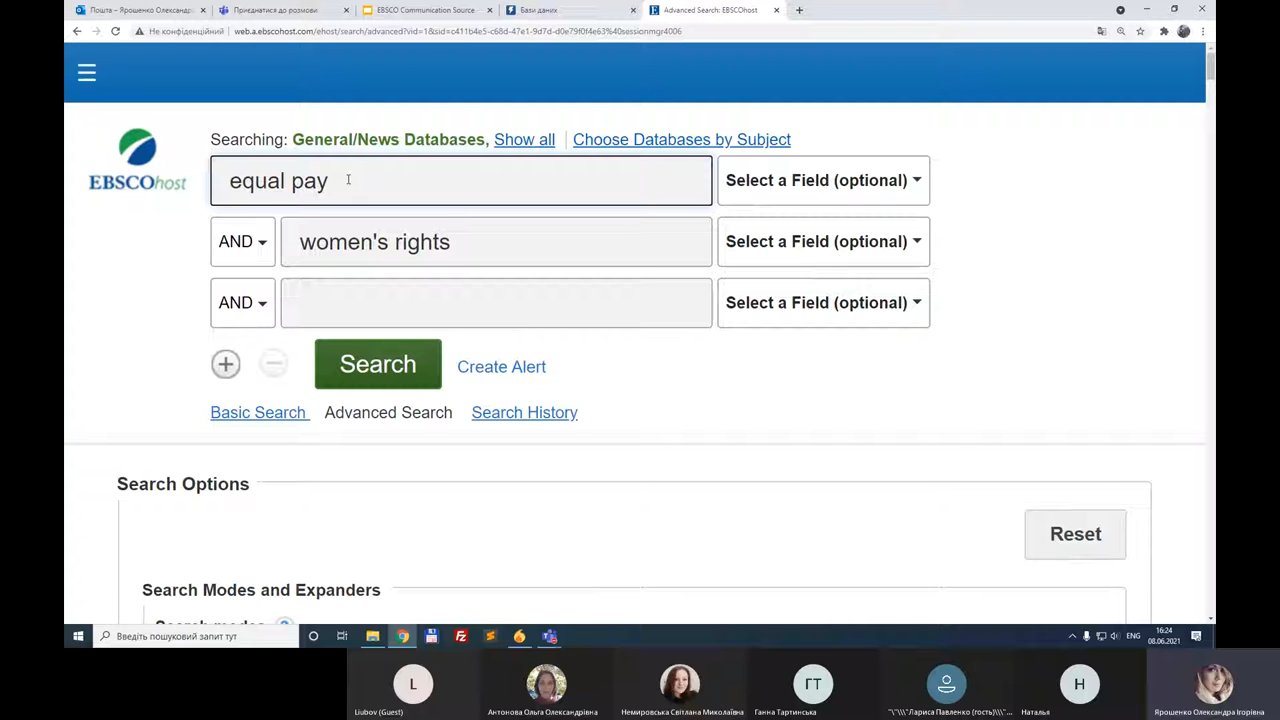 Пошта – Ярошенко Олександра
Приєднатися до розмови
EBSCO Communication Source -
Бази даних
Advanced Search: EBSCOhost
Не конфіденційний
web.a.ebscohost.com/ehost/search/advanced?vid=1&sid=c411b4e5-c68d-47e1-9d7d-d0e79f0f4e63%40sessionmgr4006
EBSCOhost
Searching: General/News Databases, Show all
Choose Databases by Subject
equal pay
Select a Field (optional)
AND
women's rights
Select a Field (optional)
AND
Select a Field (optional)
Search
Create Alert
Basic Search
Advanced Search
Search History
Search Options
Reset
Search Modes and Expanders
Search modes
Введіть пошуковий запит тут
ENG
16:24
08.06.2021
L
ГТ
Н
Liubov (Guest)
Антонова Ольга Олександрівна
Немировська Світлана Миколаївна
Ганна Тартинська
"\"\\"Лариса Павленко (гость)\\\"...
Наталья
Ярошенко Олександра Ігорівна